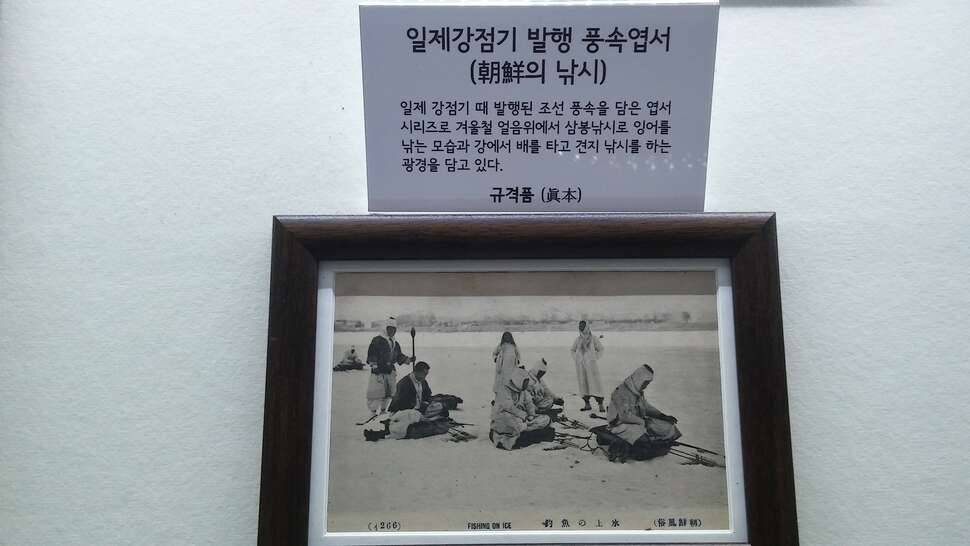 일제강점기 발행 풍속엽서
(朝鮮의 낚시)
일제 강점기 때 발행된 조선 풍속을 담은 엽서
시리즈로 겨울철 얼음위에서 삼봉낚시로 잉어를
낚는 모습과 강에서 배를 타고 견지 낚시를 하는
광경을 담고 있다.
규격품 (眞本)
(イ266) FISHING ON ICE 釣魚の上氷 (俗風鮮朝)